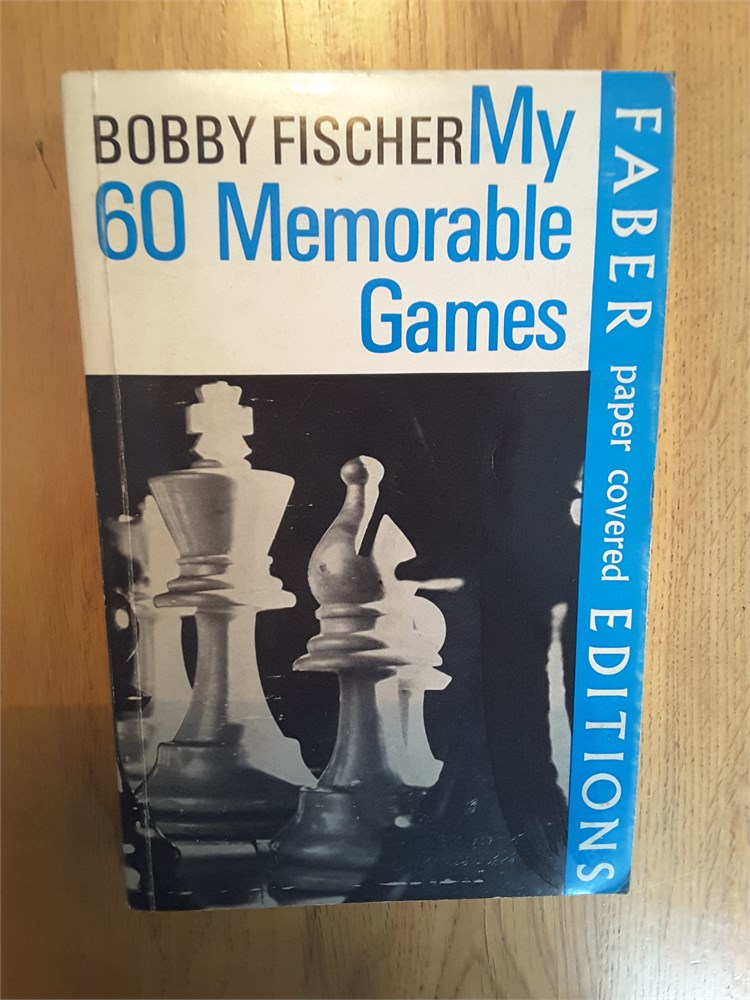 BOBBY FISCHER My
60 Memorable
Games
FABER paper covered EDITIONS